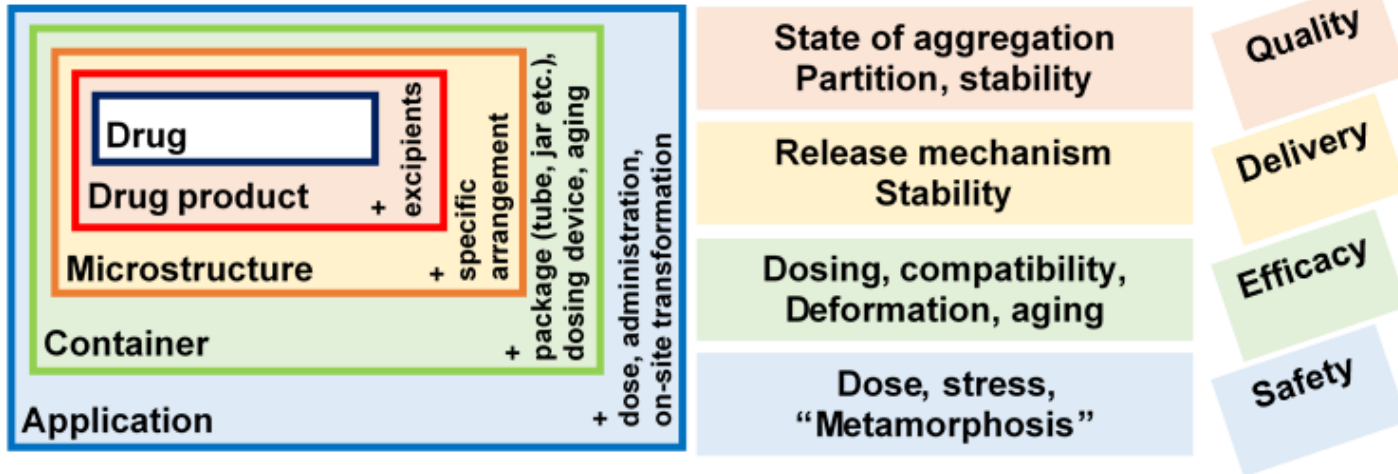 Drug
Drug product
+ excipients
Microstructure
+ specific
arrangement
Container
+ package (tube, jar etc.),
dosing device, aging
Application
+ dose, administration,
on-site transformation
State of aggregation
Partition, stability
Quality
Release mechanism
Stability
Delivery
Dosing, compatibility,
Deformation, aging
Efficacy
Dose, stress,
“Metamorphosis”
Safety